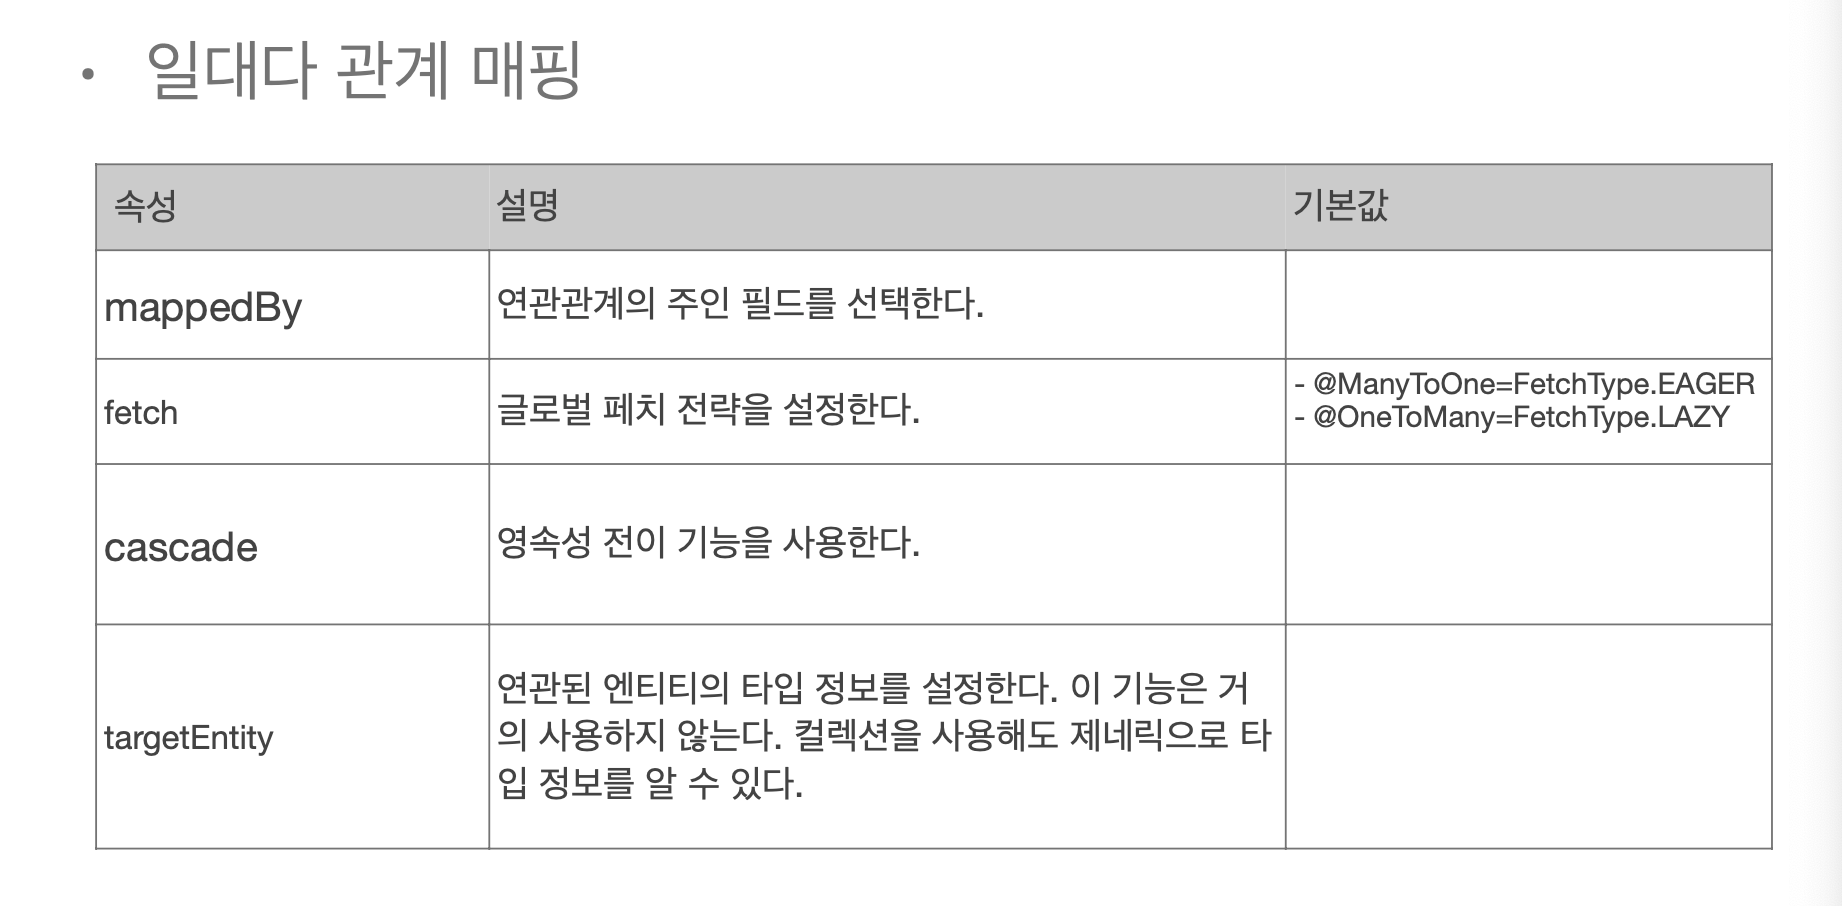 • 일대다 관계 매핑
속성 설명 기본값
mappedBy 연관관계의 주인 필드를 선택한다.
fetch 글로벌 페치 전략을 설정한다.
- @ManyToOne=FetchType.EAGER
- @OneToMany=FetchType.LAZY
cascade 영속성 전이 기능을 사용한다.
targetEntity
연관된 엔티티의 타입 정보를 설정한다. 이 기능은 거
의 사용하지 않는다. 컬렉션을 사용해도 제네릭으로 타
입 정보를 알 수 있다.